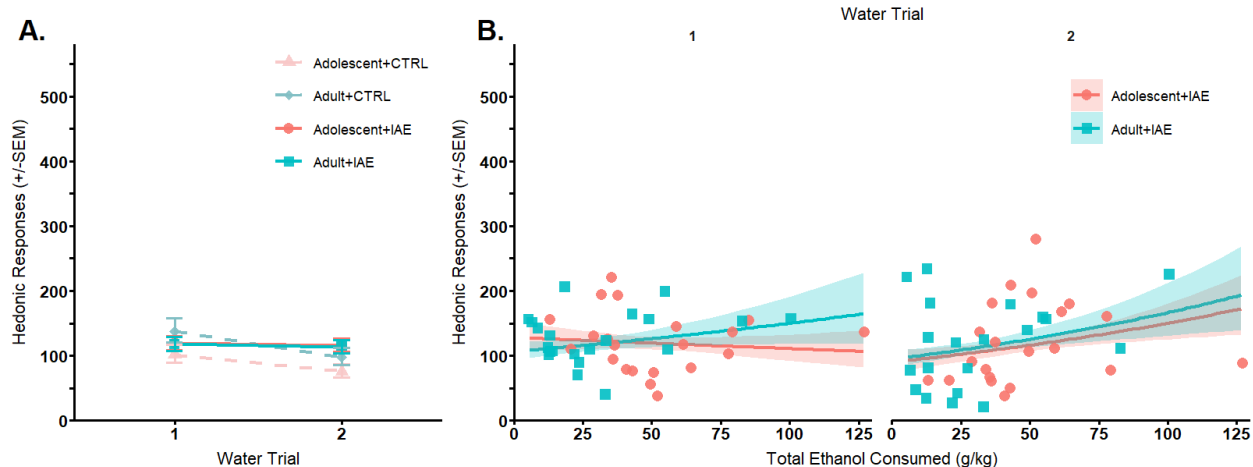 A.
Hedonic Responses (+/-SEM)
500
400
300
200
100
0
1
2
Water Trial
Adolescent+CTRL
Adult+CTRL
Adolescent+IAE
Adult+IAE
B.
Water Trial
1
2
Hedonic Responses (+/-SEM)
500
400
300
200
100
0
0
25
50
75
100
125
0
25
50
75
100
125
Total Ethanol Consumed (g/kg)
Adolescent+IAE
Adult+IAE